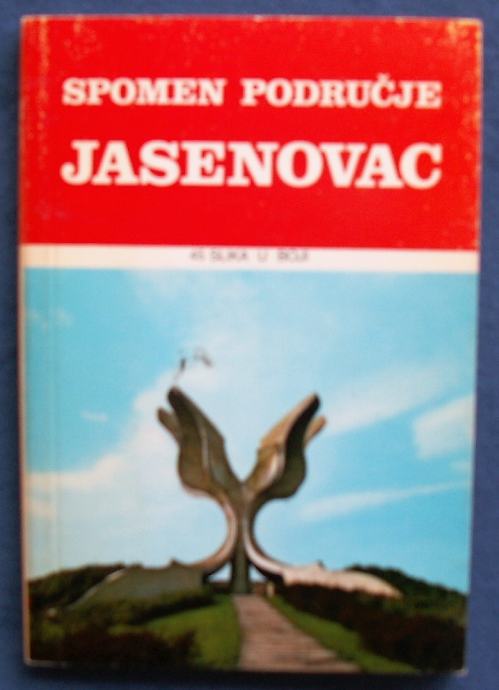 SPOMEN PODRUČJE
JASENOVAC
45 SLIKA U BOJI